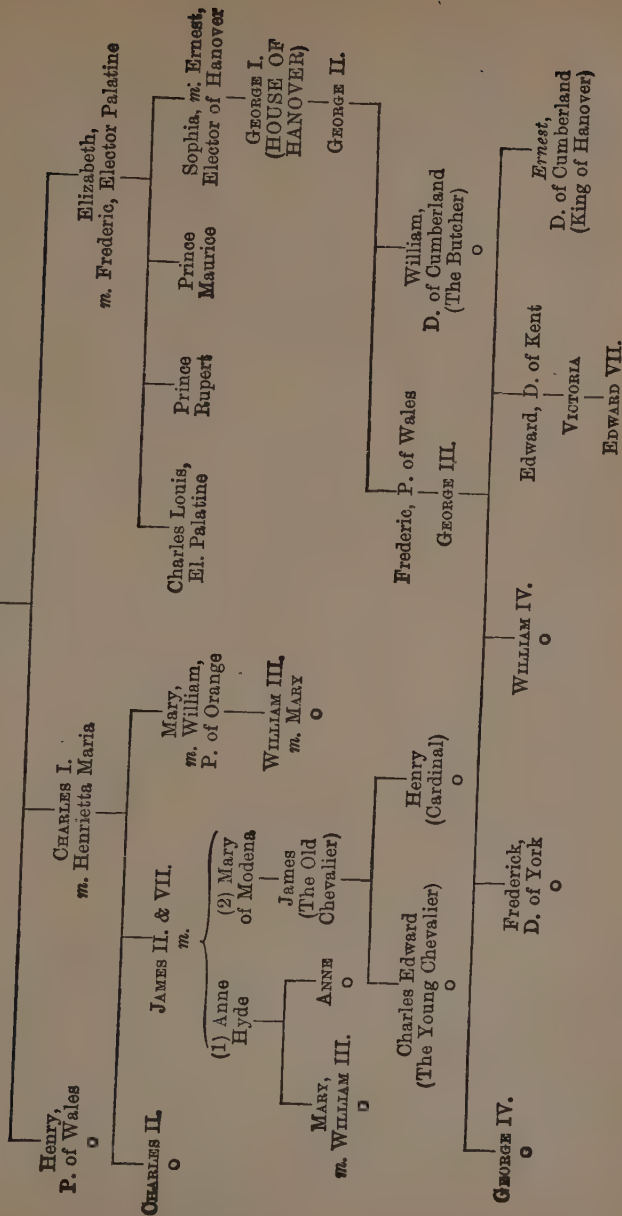 Henry,
P. of Wales
CHARLES I.
m. Henrietta Maria
Elizabeth,
m. Frederic, Elector Palatine
CHARLES II.
JAMES II. & VII.
m.
Mary,
m. William,
P. of Orange
Charles Louis,
El. Palatine
Prince
Rupert
Prince
Maurice
Sophia, m. Ernest,
Elector of Hanover
(1) Anne
Hyde
(2) Mary
of Modena
WILLIAM III.
m. MARY
GEORGE I.
(HOUSE OF
HANOVER)
MARY,
m. WILLIAM III.
ANNE
James
(The Old
Chevalier)
GEORGE II.
Charles Edward
(The Young Chevalier)
Henry
(Cardinal)
Frederic, P. of Wales
William,
D. of Cumberland
(The Butcher)
GEORGE III.
GEORGE IV.
Frederick,
D. of York
WILLIAM IV.
Edward, D. of Kent
Ernest,
D. of Cumberland
(King of Hanover)
VICTORIA
EDWARD VII.